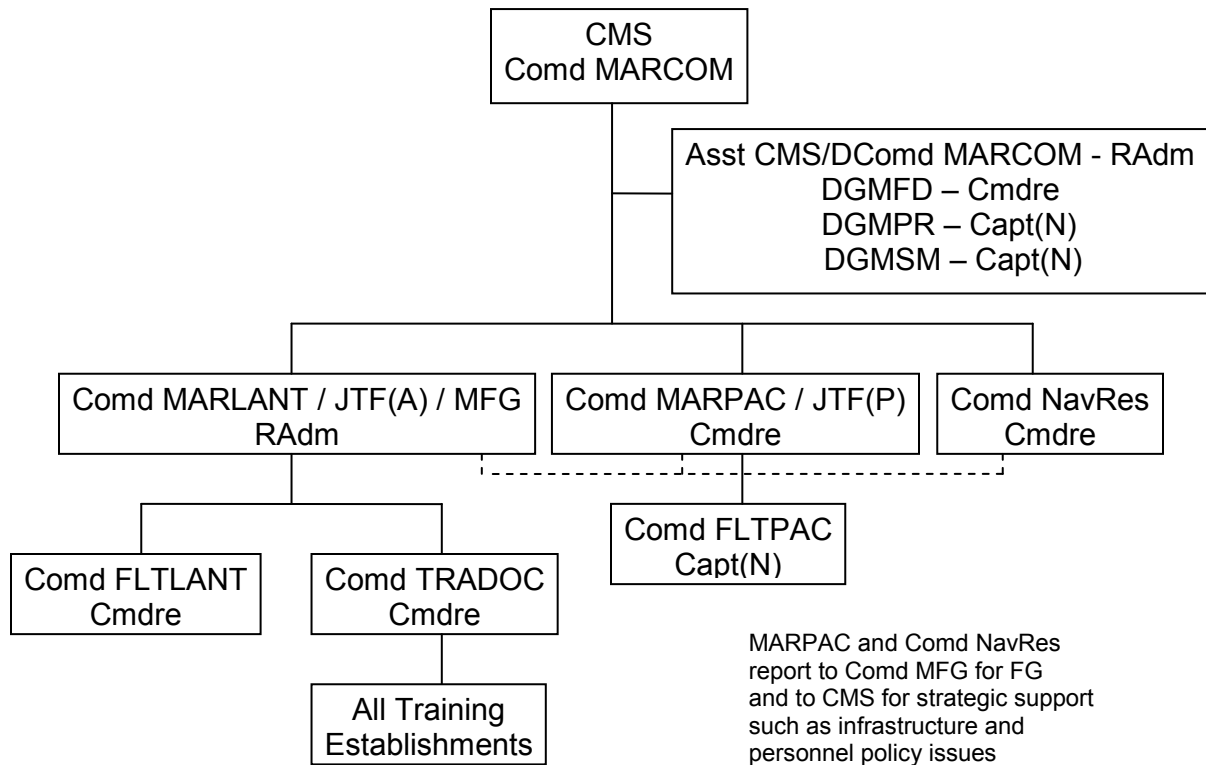 CMS
Comd MARCOM
Asst CMS/DComd MARCOM - RAdm
DGMFD – Cmdre
DGMPR – Capt(N)
DGMSM – Capt(N)
Comd MARLANT / JTF(A) / MFG
RAdm
Comd MARPAC / JTF(P)
Cmdre
Comd NavRes
Cmdre
Comd FLTLANT
Cmdre
Comd TRADOC
Cmdre
Comd FLTPAC
Capt(N)
All Training
Establishments
MARPAC and Comd NavRes
report to Comd MFG for FG
and to CMS for strategic support
such as infrastructure and
personnel policy issues